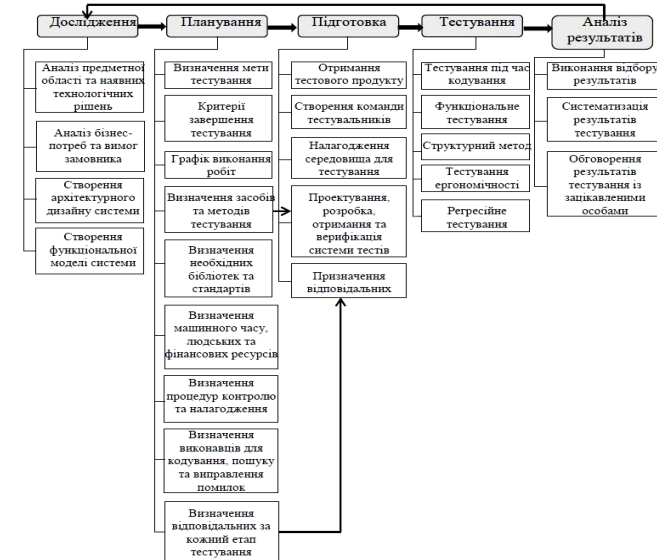 Дослідження
Планування
Підготовка
Тестування
Аналіз
результатів
Аналіз предметної
області та наявних
технологічних
рішень
Аналіз бізнес-
потреб та вимог
замовника
Створення
архітектурного
дизайну системи
Створення
функціональної
моделі системи
Визначення мети
тестування
Критерії
завершення
тестування
Графік виконання
робіт
Визначення засобів
та методів
тестування
Визначення
необхідних
бібліотек та
стандартів
Визначення
машинного часу,
людських та
фінансових ресурсів
Визначення
процедур контролю
та налагодження
Визначення
виконавців для
кодування, пошуку
та виправлення
помилок
Визначення
відповідальних за
кожний етап
тестування
Отримання
тестового продукту
Створення команди
тестувальників
Налагодження
середовища для
тестування
Проектування,
розробка,
отримання та
верифікація
системи тестів
Призначення
відповідальних
Тестування під час
кодування
Функціональне
тестування
Структурний метод
Тестування
ергономічності
Регресійне
тестування
Виконання відбору
результатів
Систематизація
результатів
тестування
Обговорення
результатів
тестування із
зацікавленими
особами